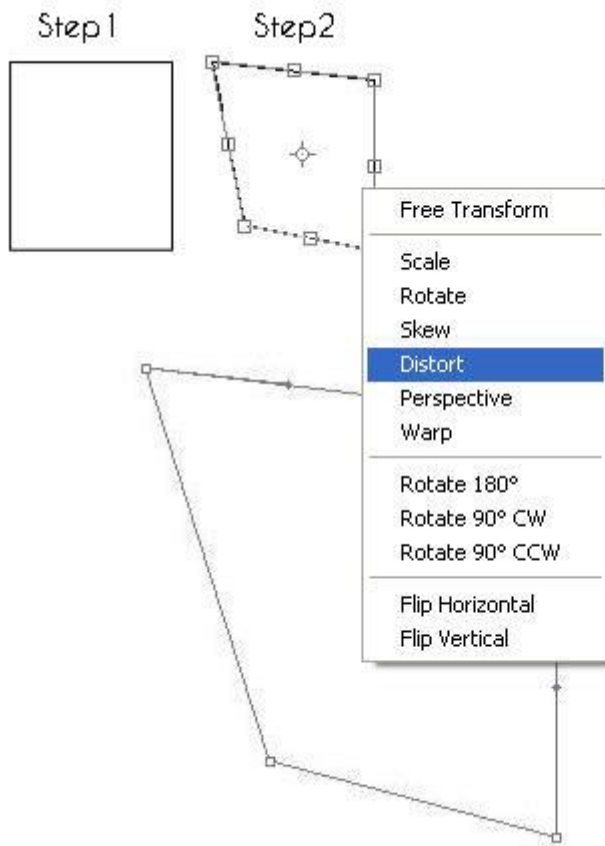 Step1 Step2
Free Transform
Scale
Rotate
Skew
Distort
Perspective
Warp
Rotate 180°
Rotate 90° CW
Rotate 90° CCW
Flip Horizontal
Flip Vertical